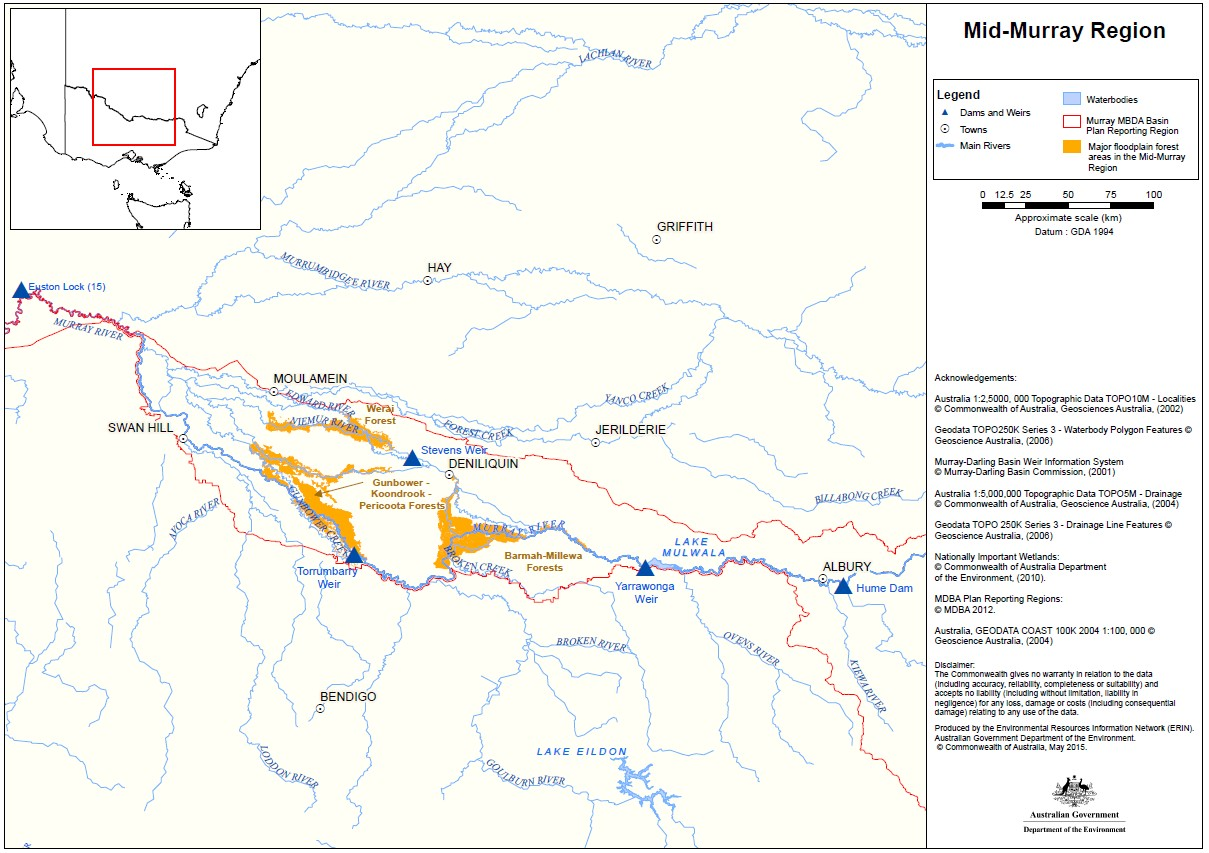 Mid-Murray Region
Legend
Dams and Weirs
Towns
Main Rivers
Waterbodies
Murray MBDA Basin
Plan Reporting Region
Major floodplain forest
areas in the Mid-Murray
Region
0 12.5 25 50 75 100
Approximate scale (km)
Datum : GDA 1994
LACHLAN RIVER
GRIFFITH
MURRUMBIDGEE RIVER
HAY
Euston Lock (15)
MURRAY RIVER
MOULAMEIN
EDWARD RIVER
Werai
Forest
VIEMUR RIVER
YANCO CREEK
SWAN HILL
FOREST CREEK
JERILDERIE
Stevens Weir
DENILIQUIN
Gunbower -
Koondrook -
Pericoota Forests
GUNBOWER CREEK
BILLABONG CREEK
AVOCA RIVER
MURRAY RIVER
LAKE
MULWALA
BROKEN CREEK
Barmah-Millewa
Forests
Torrumbarry
Weir
Yarrawonga
Weir
ALBURY
Hume Dam
BROKEN RIVER
OVENS RIVER
KIEWA RIVER
BENDIGO
LODDON RIVER
LAKE EILDON
GOULBURN RIVER
Acknowledgements:
Australia 1:2,5000, 000 Topographic Data TOPO10M - Localities
© Commonwealth of Australia, Geosciences Australia, (2002)
Geodata TOPO250K Series 3 - Waterbody Polygon Features ©
Geoscience Australia, (2006)
Murray-Darling Basin Weir Information System
© Murray-Darling Basin Commission, (2001)
Australia 1:5,000,000 Topographic Data TOPO5M - Drainage
© Commonwealth of Australia, Geosciences Australia, (2004)
Geodata TOPO 250K Series 3 - Drainage Line Features ©
Geoscience Australia, (2006)
Nationally Important Wetlands:
© Commonwealth of Australia Department
of the Environment, (2010).
MDBA Plan Reporting Regions:
© MDBA 2012.
Australia, GEODATA COAST 100K 2004 1:100, 000 ©
Geoscience Australia, (2004)
Disclaimer:
The Commonwealth gives no warranty in relation to the data
(including accuracy, reliability, completeness or suitability) and
accepts no liability (including without limitation, liability in
negligence) for any loss, damage or costs (including consequential
damage) relating to any use of the data.
Produced by the Environmental Resources Information Network (ERIN).
Australian Government Department of the Environment.
© Commonwealth of Australia, May 2015.
Australian Government
Department of the Environment